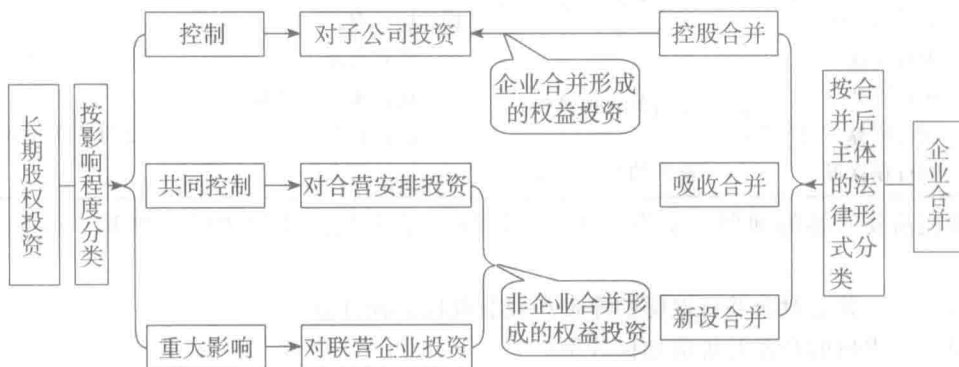 长期股权投资
按影响程度分类
控制
对子公司投资
控股合并
企业合并形成
的权益投资
共同控制
对合营安排投资
吸收合并
非企业合并形
成的权益投资
重大影响
对联营企业投资
新设合并
按合
并后
主体
的法
律形
式分
类
企业合并